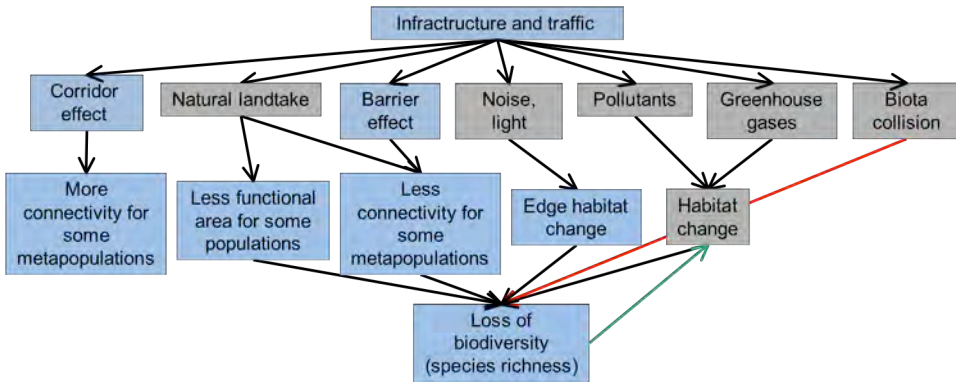 Infractructure and traffic
Corridor
effect
Natural landtake
Barrier
effect
Noise,
light
Pollutants
Greenhouse
gases
Biota
collision
More
connectivity for
some
metapopulations
Less functional
area for some
populations
Less
connectivity for
some
metapopulations
Edge habitat
change
Habitat
change
Loss of
biodiversity
(species richness)